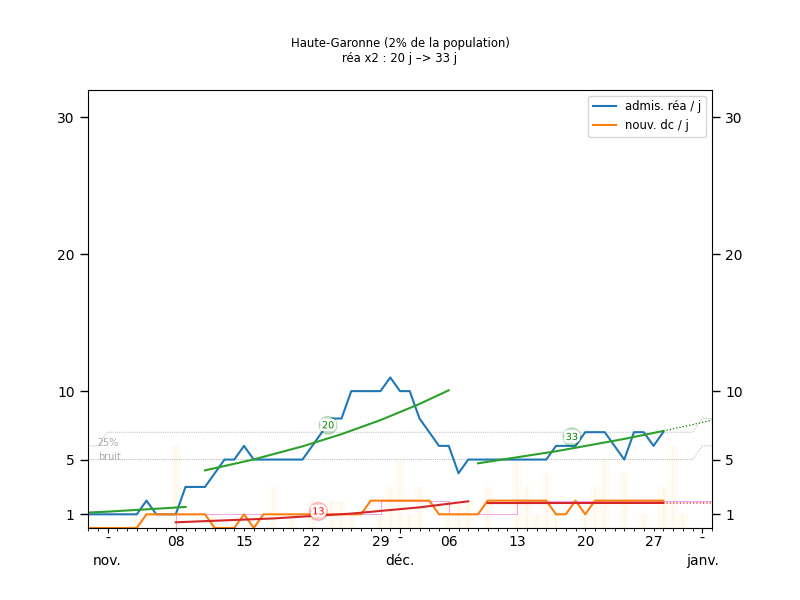 Haute-Garonne (2% de la population)
réa x2 : 20 j –> 33 j
admis. réa / j
nouv. dc / j
30 30
20 20
10 10
5 5
1 1
25%
bruit
20
33
13
- 08 15 22 29 - 06 13 20 27 -
nov. déc. janv.